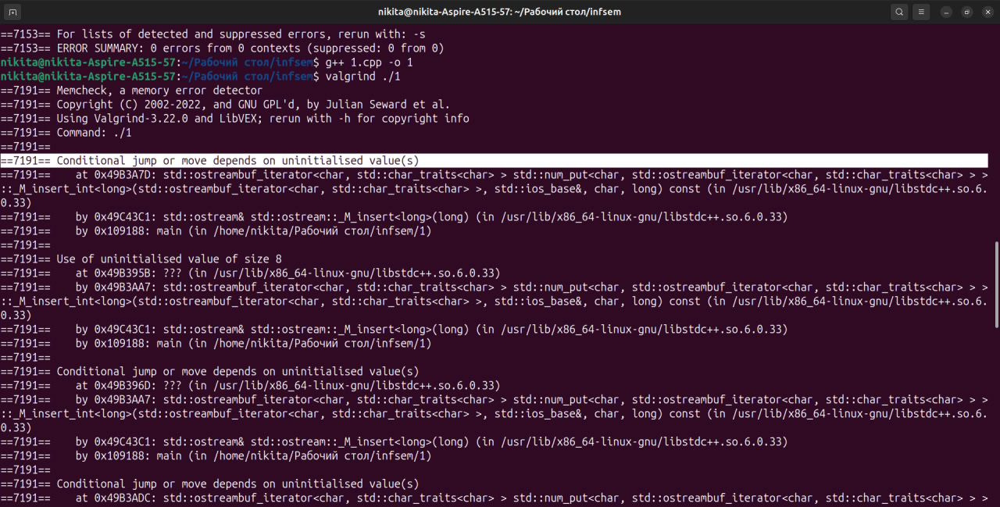 nikita@nikita-Aspire-A515-57: ~/Рабочий стол/infsem
==7153== For lists of detected and suppressed errors, rerun with: -s
==7153== ERROR SUMMARY: 0 errors from 0 contexts (suppressed: 0 from 0)
nikita@nikita-Aspire-A515-57:~/Рабочий стол/infsem$ g++ 1.cpp -o 1
nikita@nikita-Aspire-A515-57:~/Рабочий стол/infsem$ valgrind ./1
==7191== Memcheck, a memory error detector
==7191== Copyright (C) 2002-2022, and GNU GPL'd, by Julian Seward et al.
==7191== Using Valgrind-3.22.0 and LibVEX; rerun with -h for copyright info
==7191== Command: ./1
==7191==
==7191== Conditional jump or move depends on uninitialised value(s)
==7191==    at 0x49B3A7D: std::ostreambuf_iterator<char, std::char_traits<char> > std::num_put<char, std::ostreambuf_iterator<char, std::char_traits<char> > >
::_M_insert_int<long>(std::ostreambuf_iterator<char, std::char_traits<char> >, std::ios_base&, char, long) const (in /usr/lib/x86_64-linux-gnu/libstdc++.so.6.
0.33)
==7191==    by 0x49C43C1: std::ostream& std::ostream::_M_insert<long>(long) (in /usr/lib/x86_64-linux-gnu/libstdc++.so.6.0.33)
==7191==    by 0x109188: main (in /home/nikita/Рабочий стол/infsem/1)
==7191==
==7191== Use of uninitialised value of size 8
==7191==    at 0x49B395B: ??? (in /usr/lib/x86_64-linux-gnu/libstdc++.so.6.0.33)
==7191==    by 0x49B3AA7: std::ostreambuf_iterator<char, std::char_traits<char> > std::num_put<char, std::ostreambuf_iterator<char, std::char_traits<char> > >
::_M_insert_int<long>(std::ostreambuf_iterator<char, std::char_traits<char> >, std::ios_base&, char, long) const (in /usr/lib/x86_64-linux-gnu/libstdc++.so.6.
0.33)
==7191==    by 0x49C43C1: std::ostream& std::ostream::_M_insert<long>(long) (in /usr/lib/x86_64-linux-gnu/libstdc++.so.6.0.33)
==7191==    by 0x109188: main (in /home/nikita/Рабочий стол/infsem/1)
==7191==
==7191== Conditional jump or move depends on uninitialised value(s)
==7191==    at 0x49B396D: ??? (in /usr/lib/x86_64-linux-gnu/libstdc++.so.6.0.33)
==7191==    by 0x49B3AA7: std::ostreambuf_iterator<char, std::char_traits<char> > std::num_put<char, std::ostreambuf_iterator<char, std::char_traits<char> > >
::_M_insert_int<long>(std::ostreambuf_iterator<char, std::char_traits<char> >, std::ios_base&, char, long) const (in /usr/lib/x86_64-linux-gnu/libstdc++.so.6.
0.33)
==7191==    by 0x49C43C1: std::ostream& std::ostream::_M_insert<long>(long) (in /usr/lib/x86_64-linux-gnu/libstdc++.so.6.0.33)
==7191==    by 0x109188: main (in /home/nikita/Рабочий стол/infsem/1)
==7191==
==7191== Conditional jump or move depends on uninitialised value(s)
==7191==    at 0x49B3ADC: std::ostreambuf_iterator<char, std::char_traits<char> > std::num_put<char, std::ostreambuf_iterator<char, std::char_traits<char> > >